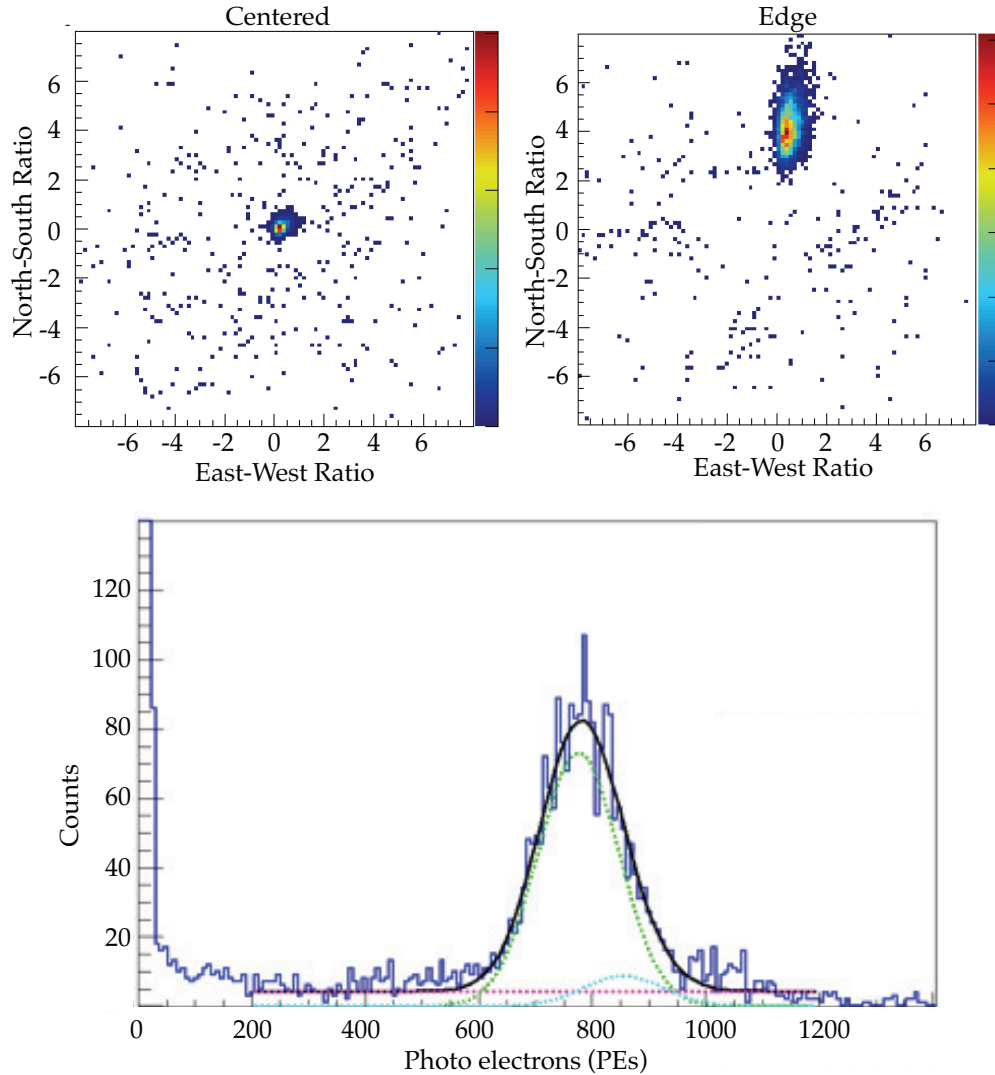 Centered
6
4
2
0
-2
-4
-6
North-South Ratio
-6 -4 -2 0 2 4 6
East-West Ratio
Edge
6
4
2
0
-2
-4
-6
North-South Ratio
-6 -4 -2 0 2 4 6
East-West Ratio
120
100
80
60
40
20
Counts
0 200 400 600 800 1000 1200
Photo electrons (PEs)